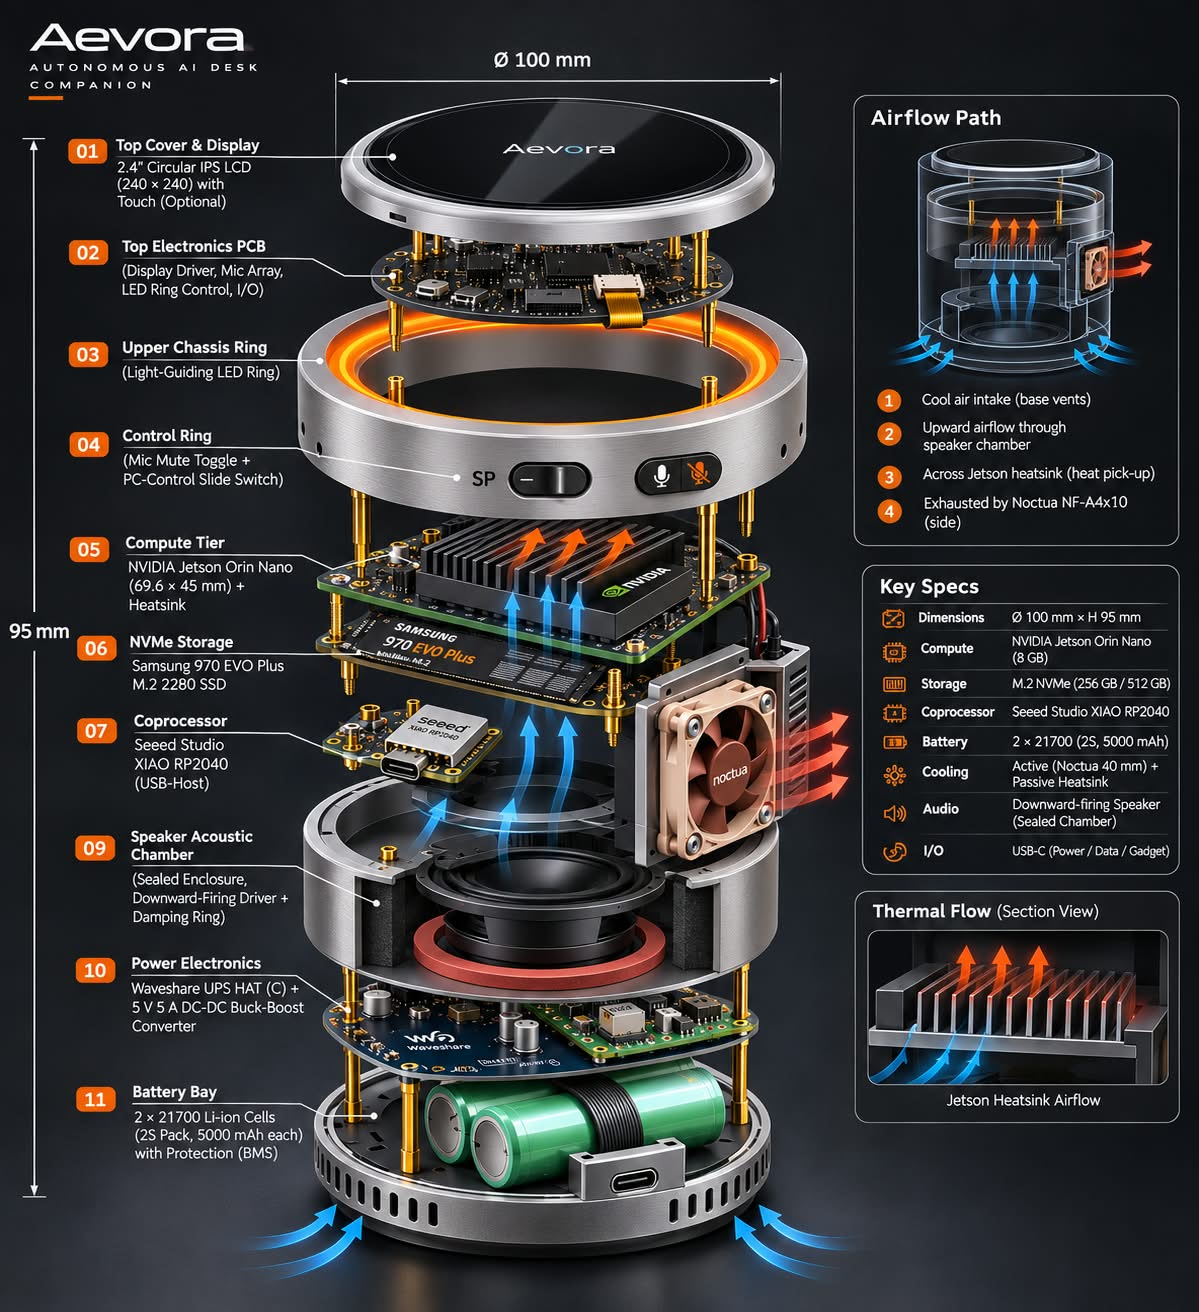 Aevora
AUTONOMOUS AI DESK
COMPANION
Ø 100 mm
95 mm
01
Top Cover & Display
2.4" Circular IPS LCD
(240 × 240) with
Touch (Optional)
02
Top Electronics PCB
(Display Driver, Mic Array,
LED Ring Control, I/O)
03
Upper Chassis Ring
(Light-Guiding LED Ring)
04
Control Ring
(Mic Mute Toggle +
PC-Control Slide Switch)
05
Compute Tier
NVIDIA Jetson Orin Nano
(69.6 × 45 mm) +
Heatsink
06
NVMe Storage
Samsung 970 EVO Plus
M.2 2280 SSD
07
Coprocessor
Seeed Studio
XIAO RP2040
(USB-Host)
09
Speaker Acoustic
Chamber
(Sealed Enclosure,
Downward-Firing Driver +
Damping Ring)
10
Power Electronics
Waveshare UPS HAT (C) +
5 V 5 A DC-DC Buck-Boost
Converter
11
Battery Bay
2 × 21700 Li-ion Cells
(2S Pack, 5000 mAh each)
with Protection (BMS)
Aevora
SP
NVIDIA
SAMSUNG
970 EVO Plus
seeed
XIAO RP2040
noctua
waveshare
Airflow Path
1 Cool air intake (base vents)
2 Upward airflow through
speaker chamber
3 Across Jetson heatsink (heat pick-up)
4 Exhausted by Noctua NF-A4x10
(side)
Key Specs
Dimensions Ø 100 mm × H 95 mm
Compute NVIDIA Jetson Orin Nano
(8 GB)
Storage M.2 NVMe (256 GB / 512 GB)
Coprocessor Seeed Studio XIAO RP2040
Battery 2 × 21700 (2S, 5000 mAh)
Cooling Active (Noctua 40 mm) +
Passive Heatsink
Audio Downward-firing Speaker
(Sealed Chamber)
I/O USB-C (Power / Data / Gadget)
Thermal Flow (Section View)
Jetson Heatsink Airflow